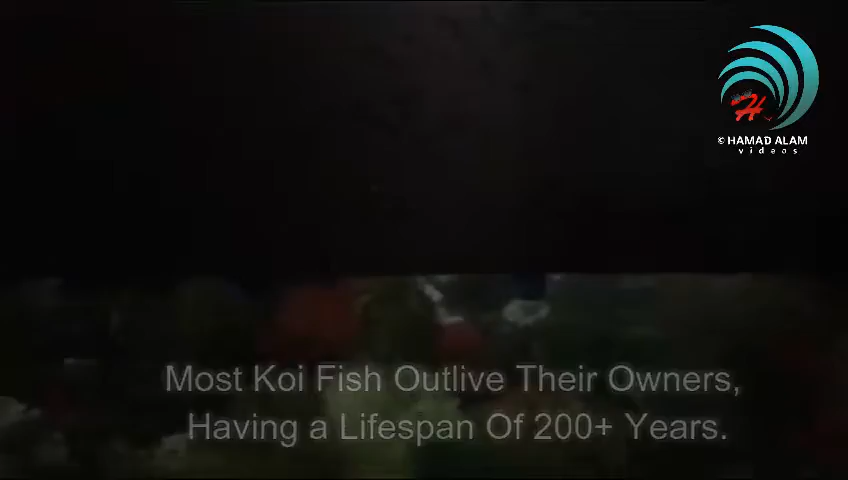 H
© HAMAD ALAM
videos
Most Koi Fish Outlive Their Owners,
Having a Lifespan Of 200+ Years.